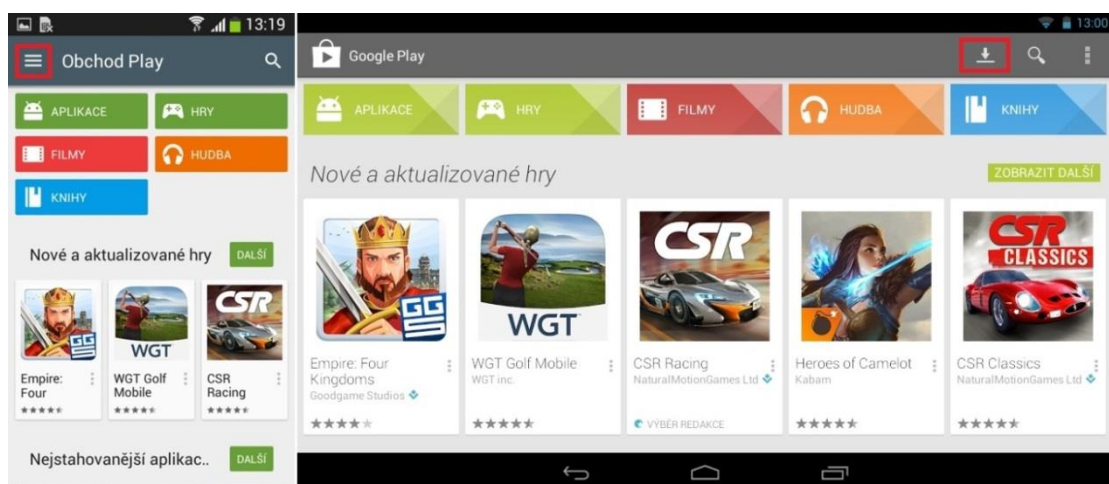 13:19
Obchod Play
APLIKACE
HRY
FILMY
HUDBA
KNIHY
Nové a aktualizované hry
DALŠÍ
GG
S
WGT
CSR
Empire:
Four
WGT Golf
Mobile
CSR
Racing
Nejstahovanější aplikac..
DALŠÍ
13:00
Google Play
APLIKACE
HRY
FILMY
HUDBA
KNIHY
Nové a aktualizované hry
ZOBRAZIT DALŠÍ
GG
S
WGT
CSR
CSR
CLASSICS
Empire: Four
Kingdoms
Goodgame Studios
WGT Golf Mobile
WGT inc.
CSR Racing
NaturalMotionGames Ltd
VÝBĚR REDAKCE
Heroes of Camelot
Kabam
CSR Classics
NaturalMotionGames Ltd